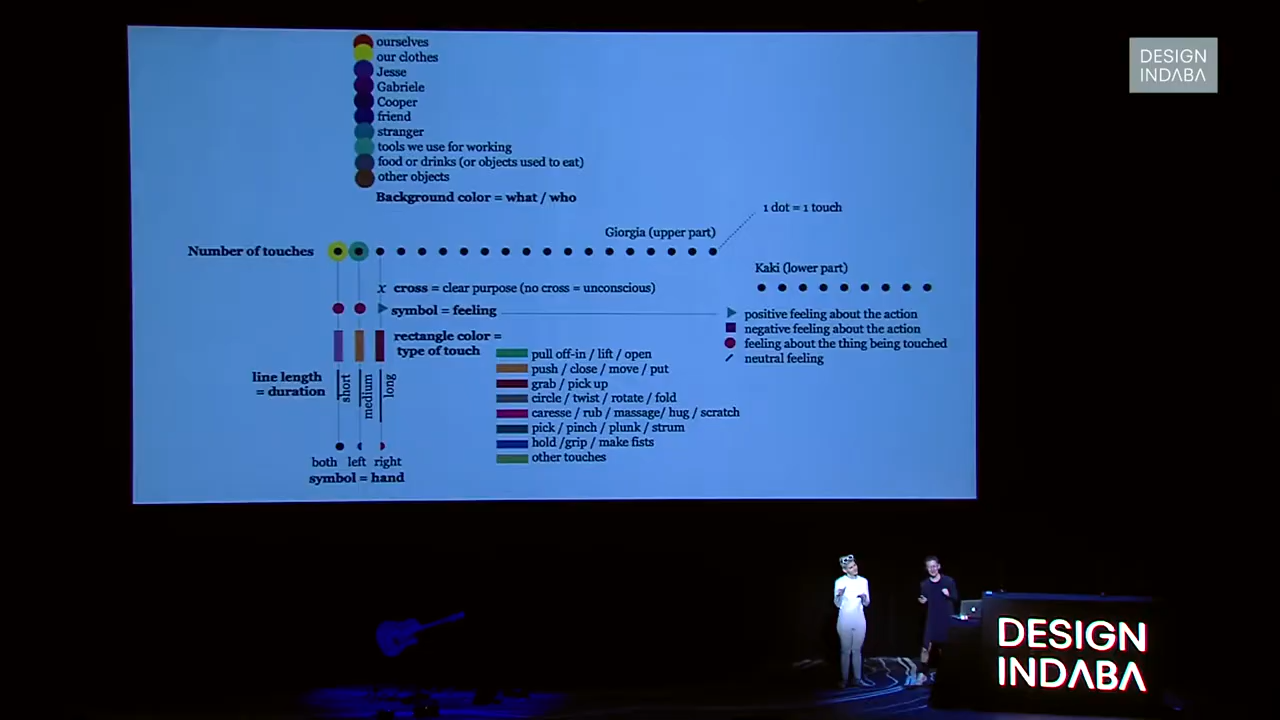 DESIGN
INDABA
ourselves
our clothes
Jesse
Gabriele
Cooper
friend
stranger
tools we use for working
food or drinks (or objects used to eat)
other objects
Background color = what / who
1 dot = 1 touch
Giorgia (upper part)
Number of touches
Kaki (lower part)
x cross = clear purpose (no cross = unconscious)
symbol = feeling
positive feeling about the action
negative feeling about the action
feeling about the thing being touched
neutral feeling
rectangle color =
type of touch
pull off-in / lift / open
push / close / move / put
grab / pick up
circle / twist / rotate / fold
caresse / rub / massage/ hug / scratch
pick / pinch / plunk / strum
hold /grip / make fists
other touches
line length
= duration
short
medium
long
both left right
symbol = hand
DESIGN
INDABA